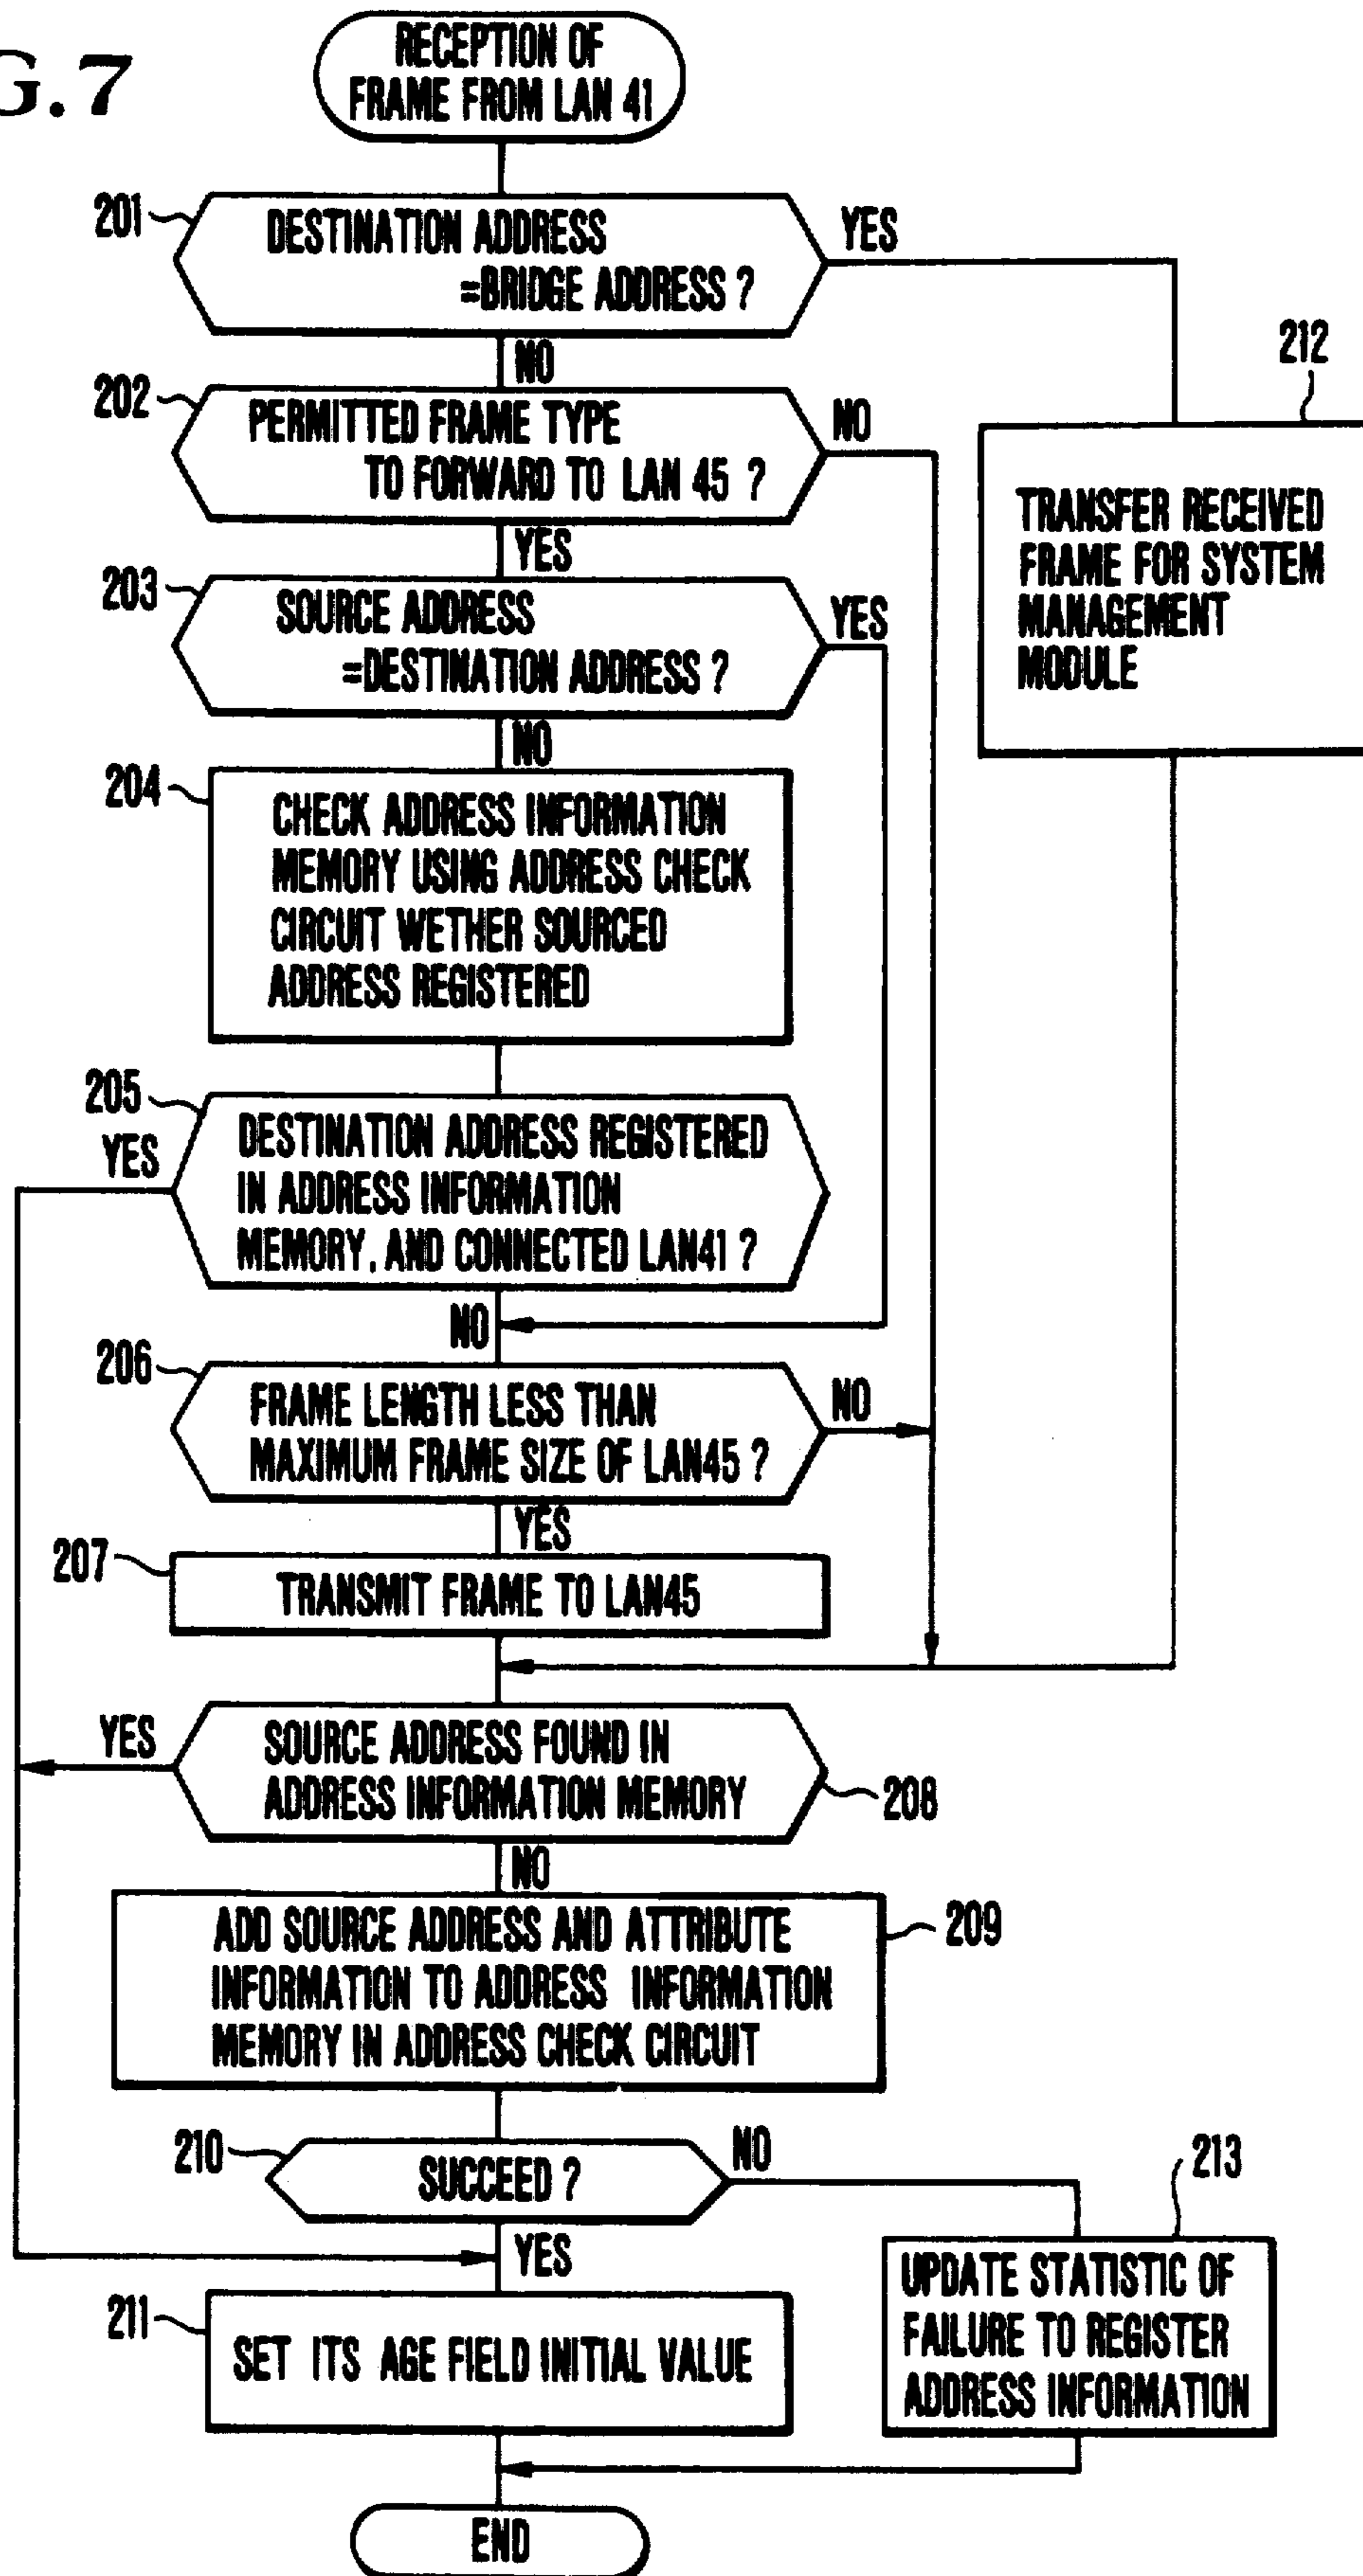 G.7
RECEPTION OF
FRAME FROM LAN 41
201
DESTINATION ADDRESS
=BRIDGE ADDRESS ?
YES
NO
212
202
PERMITTED FRAME TYPE
TO FORWARD TO LAN 45 ?
NO
YES
TRANSFER RECEIVED
FRAME FOR SYSTEM
MANAGEMENT
MODULE
203
SOURCE ADDRESS
=DESTINATION ADDRESS ?
YES
NO
204
CHECK ADDRESS INFORMATION
MEMORY USING ADDRESS CHECK
CIRCUIT WETHER SOURCED
ADDRESS REGISTERED
205
YES
DESTINATION ADDRESS REGISTERED
IN ADDRESS INFORMATION
MEMORY, AND CONNECTED LAN41 ?
NO
206
FRAME LENGTH LESS THAN
MAXIMUM FRAME SIZE OF LAN45 ?
NO
YES
207
TRANSMIT FRAME TO LAN45
YES
SOURCE ADDRESS FOUND IN
ADDRESS INFORMATION MEMORY
208
NO
ADD SOURCE ADDRESS AND ATTRIBUTE
INFORMATION TO ADDRESS INFORMATION
MEMORY IN ADDRESS CHECK CIRCUIT
209
210
SUCCEED ?
NO
YES
213
UPDATE STATISTIC OF
FAILURE TO REGISTER
ADDRESS INFORMATION
211
SET ITS AGE FIELD INITIAL VALUE
END